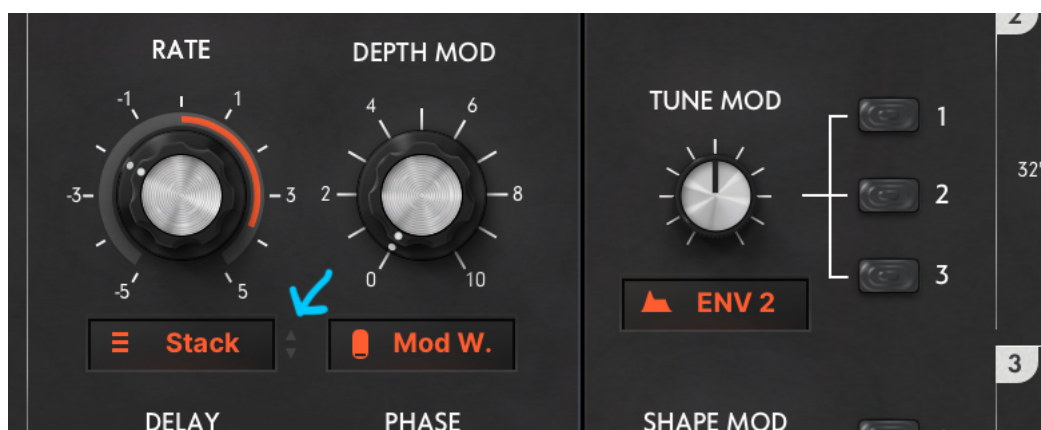 RATE
-1 1
-3 3
-5 5
Stack
DELAY
DEPTH MOD
4 6
2 8
0 10
Mod W.
PHASE
TUNE MOD
1
2
3
ENV 2
SHAPE MOD
2
32'
3